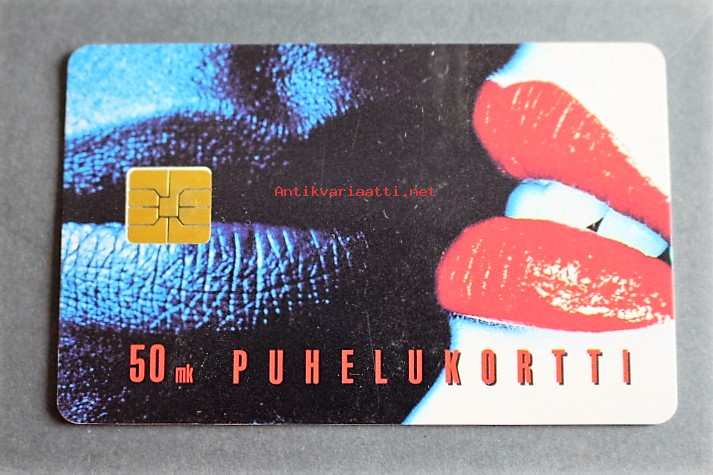 Antikvariaatti.net
50 mk PUHELUKORTTI